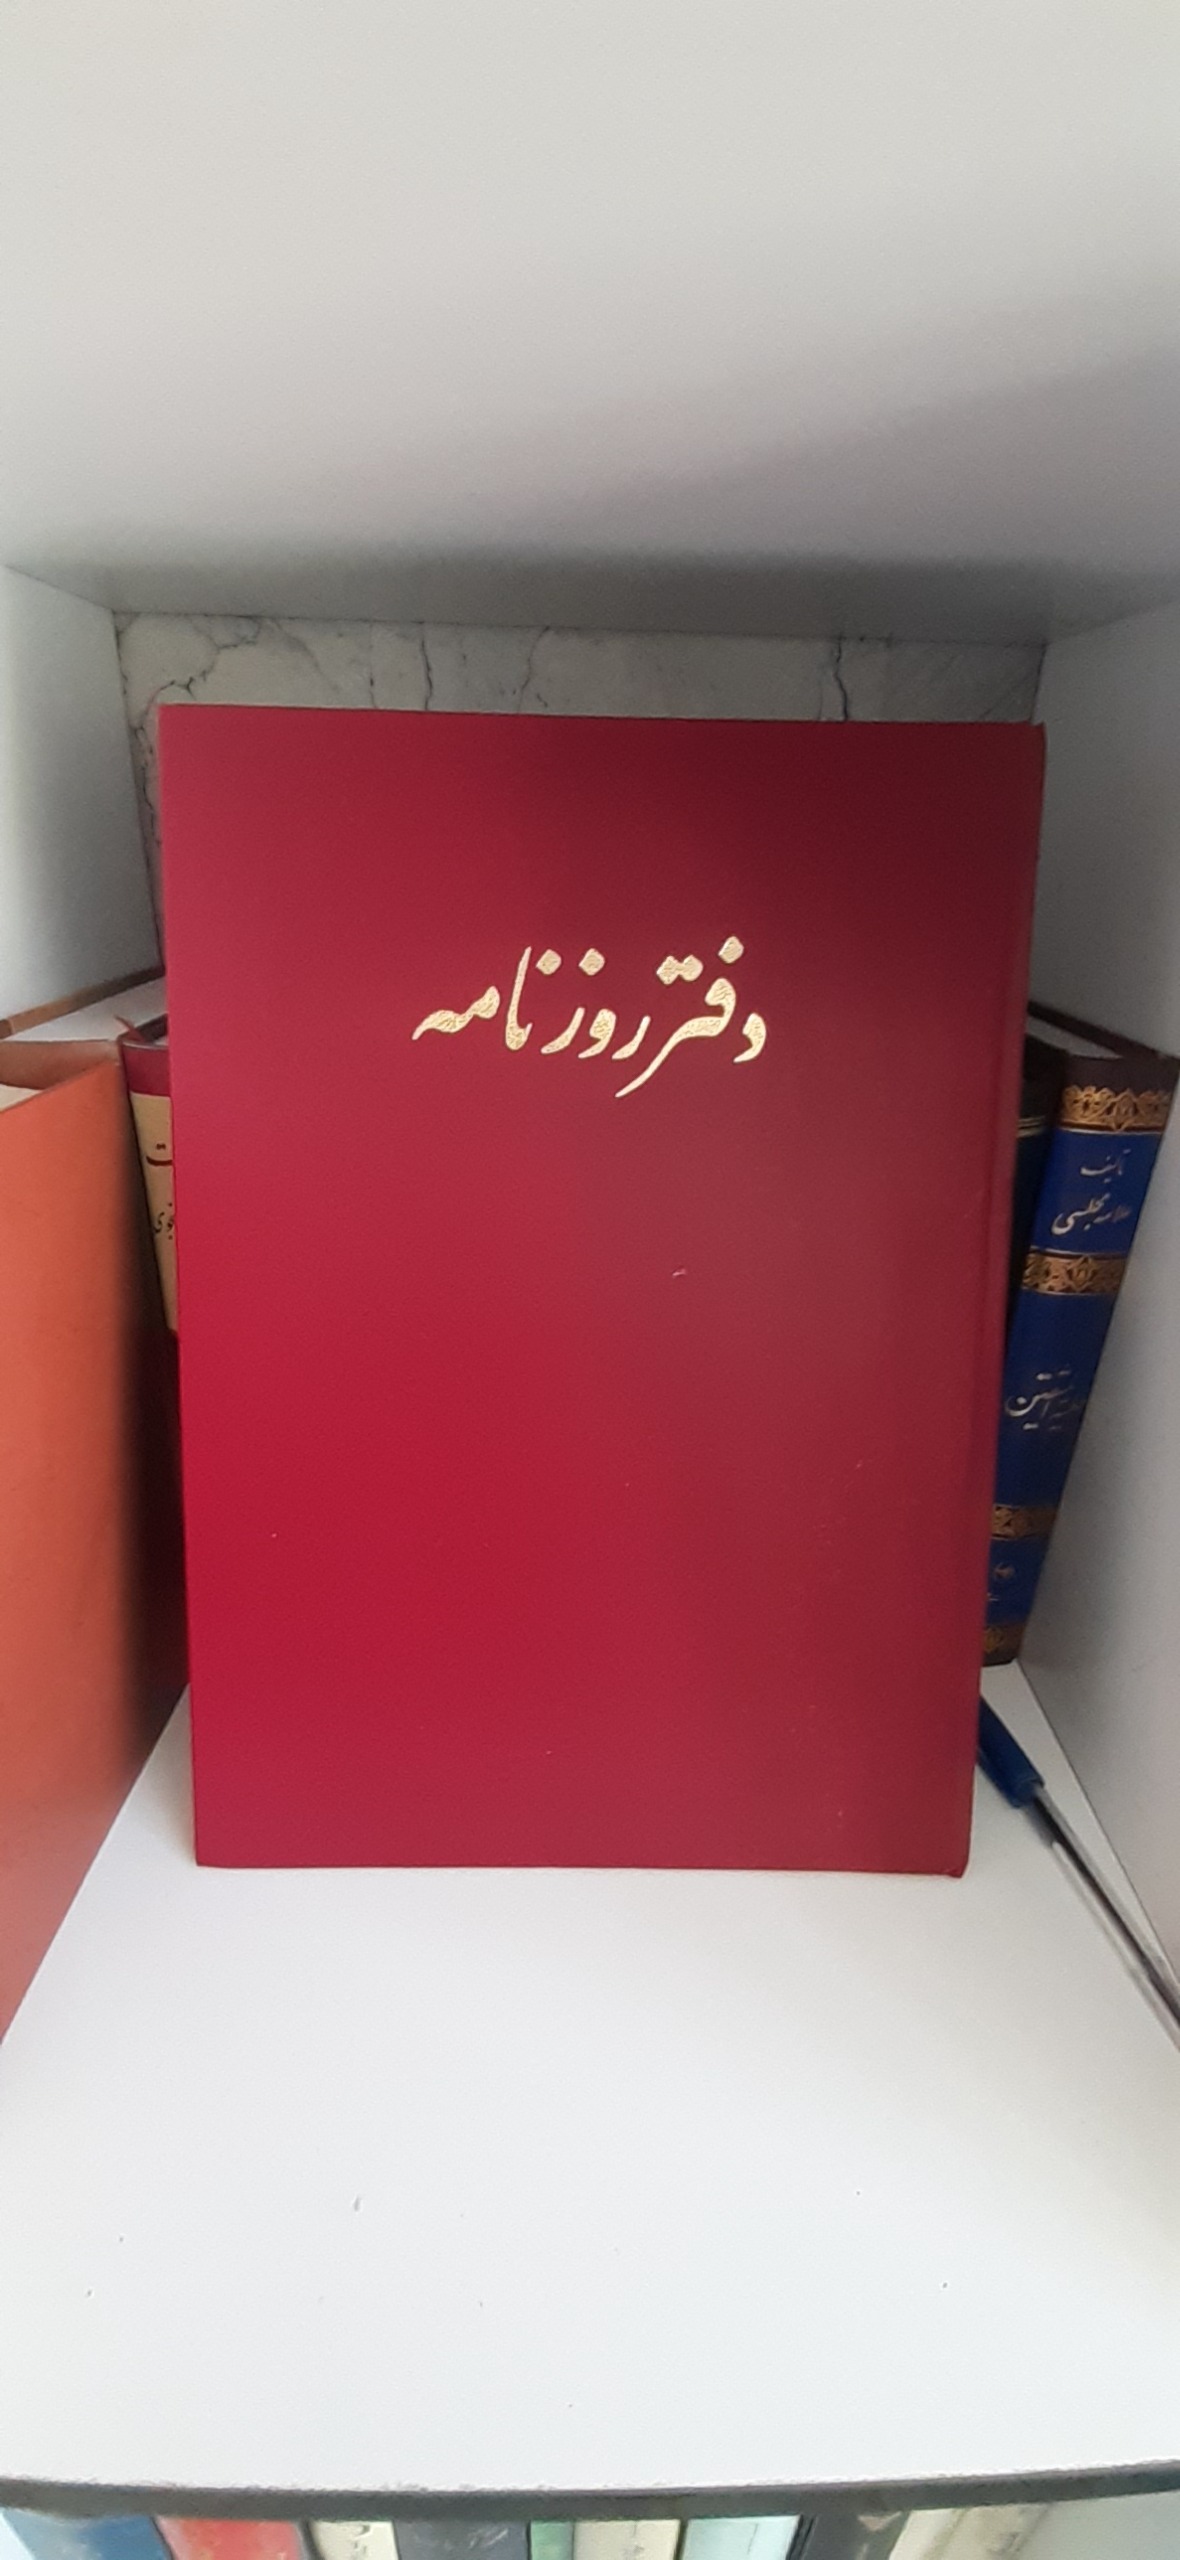 دفتر روزنامه
تألیف
علامه مجلسی